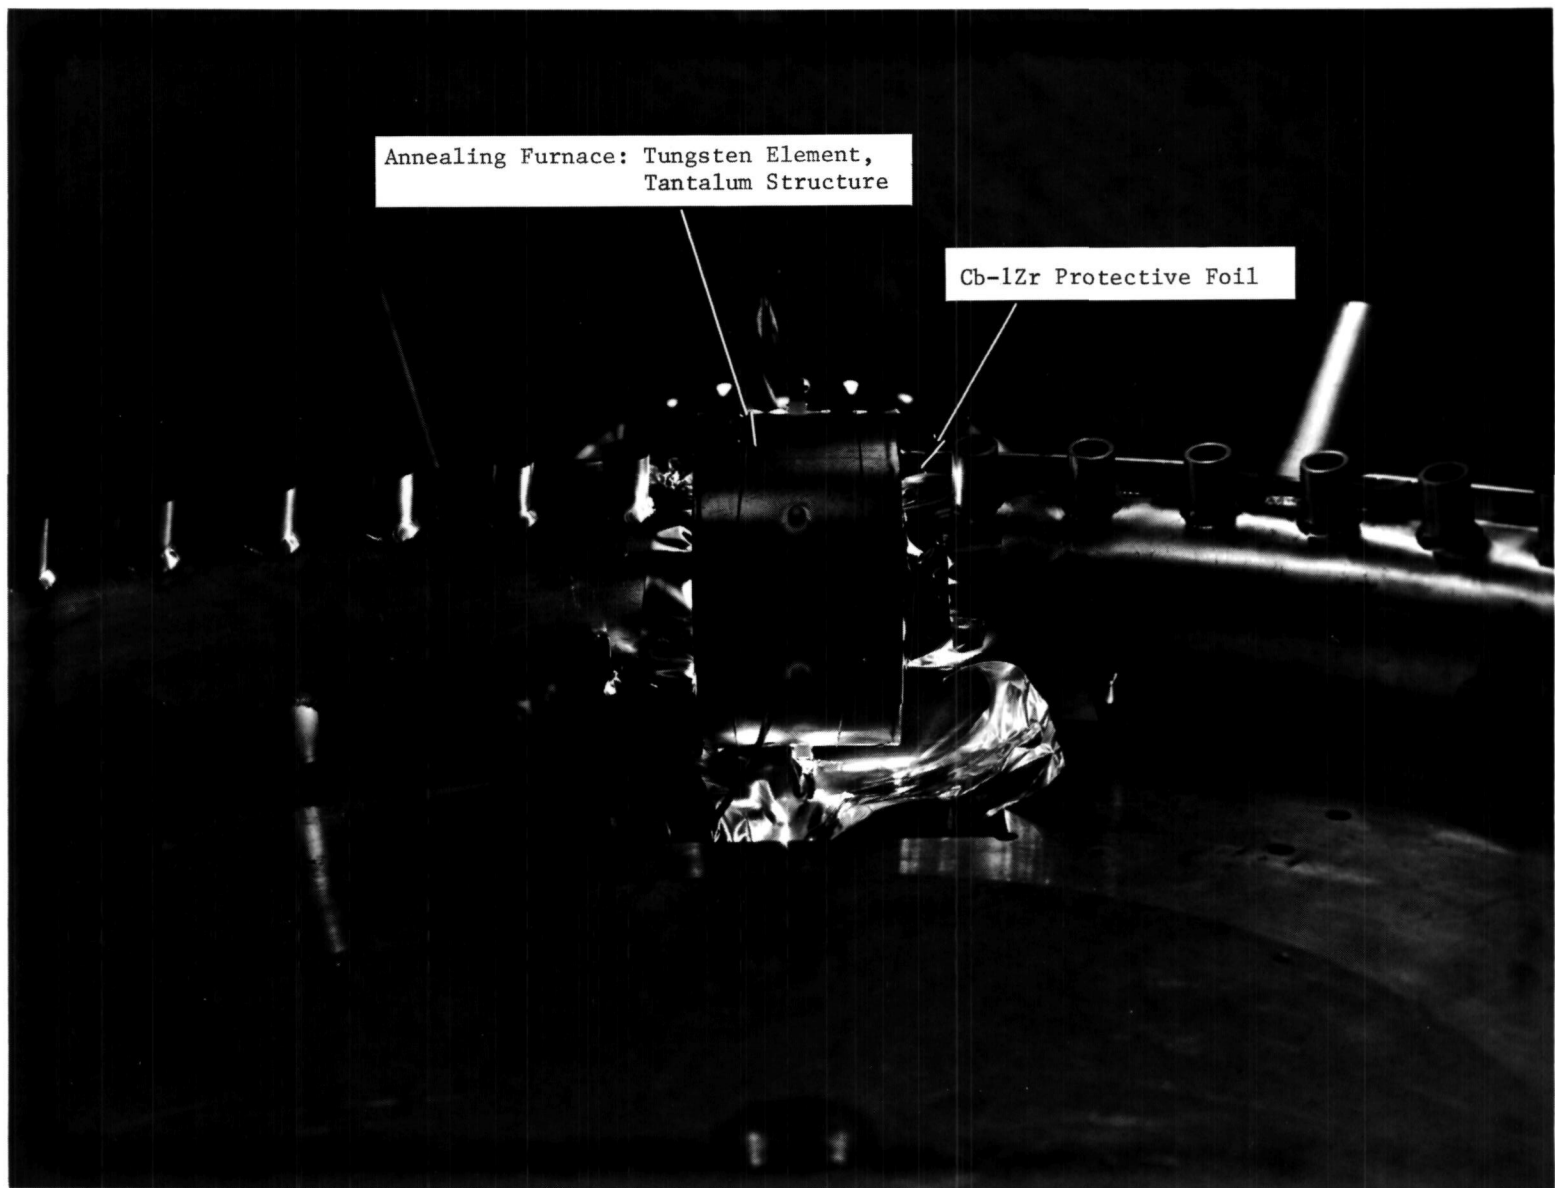 Annealing Furnace: Tungsten Element,
Tantalum Structure
Cb-1Zr Protective Foil